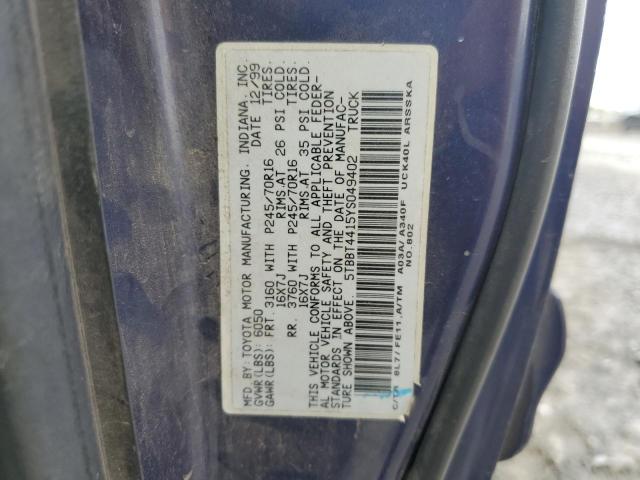 MFD.BY:TOYOTA MOTOR MANUFACTURING, INDIANA, INC.
GVWR(LBS): 6050 DATE 12/99
GAWR(LBS): FRT. 3160 WITH P245/70R16 TIRES,
16X7J RIMS,AT 26 PSI COLD.
RR. 3760 WITH P245/70R16 TIRES,
16X7J RIMS,AT 35 PSI COLD.
THIS VEHICLE CONFORMS TO ALL APPLICABLE FEDER-
AL MOTOR VEHICLE SAFETY AND THEFT PREVENTION
STANDARDS IN EFFECT ON THE DATE OF MANUFAC-
TURE SHOWN ABOVE. 5TBBT4415YS049402 TRUCK
C/TR 8L7/FE11,A/TM A03A/A340F UCK40L ARSSKA
NO.802